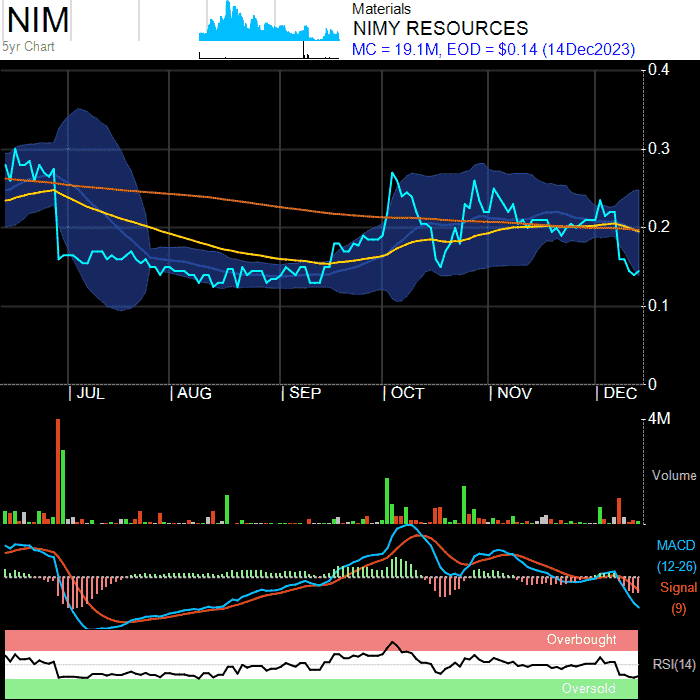 NIM
5yr Chart
Materials
NIMY RESOURCES
MC = 19.1M, EOD = $0.14 (14Dec2023)
0.4
0.3
0.2
0.1
0
JUL AUG SEP OCT NOV DEC
4M
Volume
MACD
(12-26)
Signal
(9)
Overbought
RSI(14)
Oversold